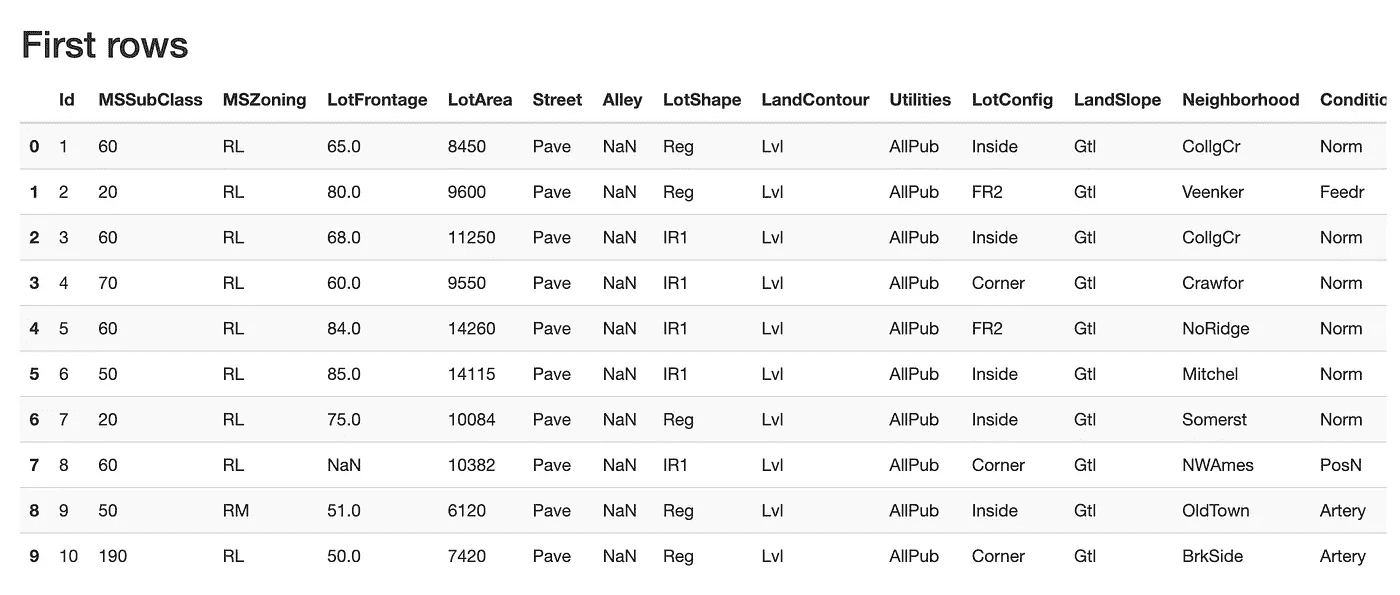 First rows
Id MSSubClass MSZoning LotFrontage LotArea Street Alley LotShape LandContour Utilities LotConfig LandSlope Neighborhood Conditio
0 1 60 RL 65.0 8450 Pave NaN Reg Lvl AllPub Inside Gtl CollgCr Norm
1 2 20 RL 80.0 9600 Pave NaN Reg Lvl AllPub FR2 Gtl Veenker Feedr
2 3 60 RL 68.0 11250 Pave NaN IR1 Lvl AllPub Inside Gtl CollgCr Norm
3 4 70 RL 60.0 9550 Pave NaN IR1 Lvl AllPub Corner Gtl Crawfor Norm
4 5 60 RL 84.0 14260 Pave NaN IR1 Lvl AllPub FR2 Gtl NoRidge Norm
5 6 50 RL 85.0 14115 Pave NaN IR1 Lvl AllPub Inside Gtl Mitchel Norm
6 7 20 RL 75.0 10084 Pave NaN Reg Lvl AllPub Inside Gtl Somerst Norm
7 8 60 RL NaN 10382 Pave NaN IR1 Lvl AllPub Corner Gtl NWAmes PosN
8 9 50 RM 51.0 6120 Pave NaN Reg Lvl AllPub Inside Gtl OldTown Artery
9 10 190 RL 50.0 7420 Pave NaN Reg Lvl AllPub Corner Gtl BrkSide Artery